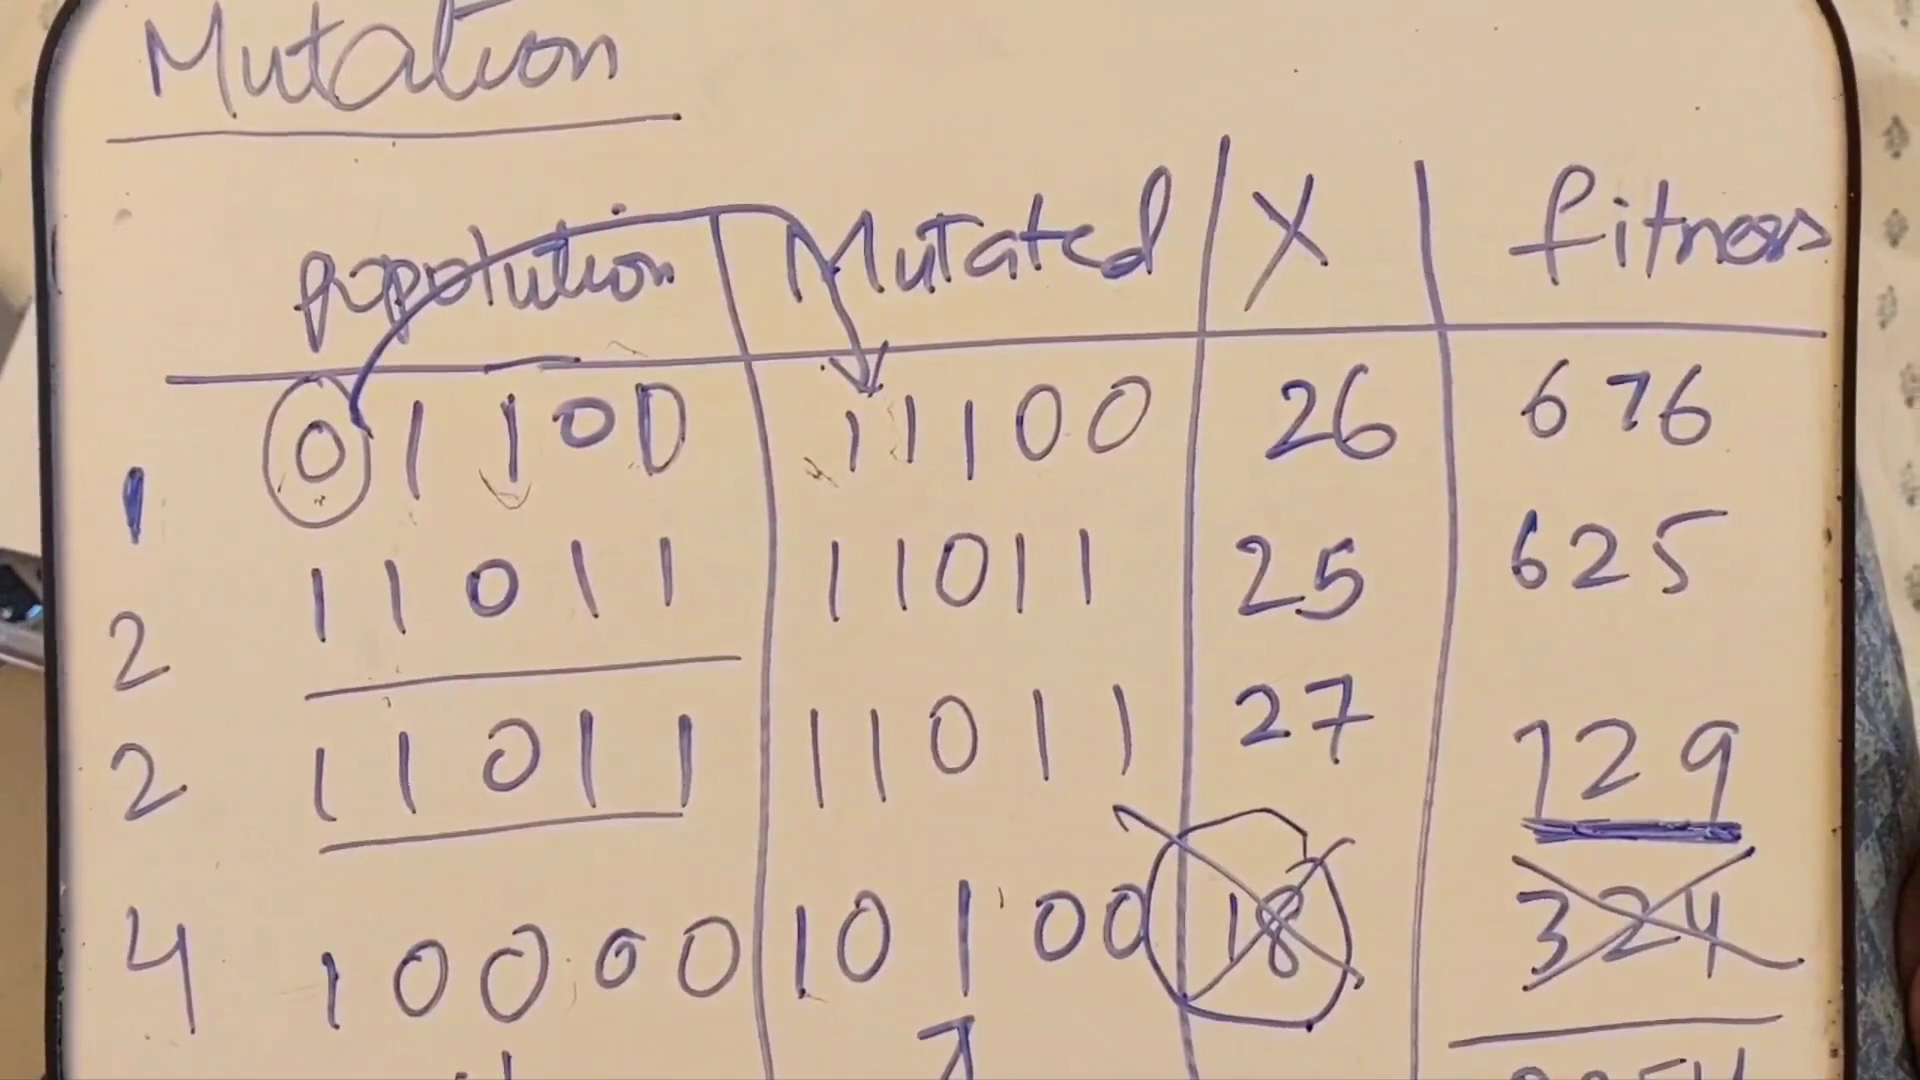 Mutation
population Mutated X fitness
1 01100 11100 26 676
2 11011 11011 25 625
2 11011 11011 27 729
4 10000 10100 18 324